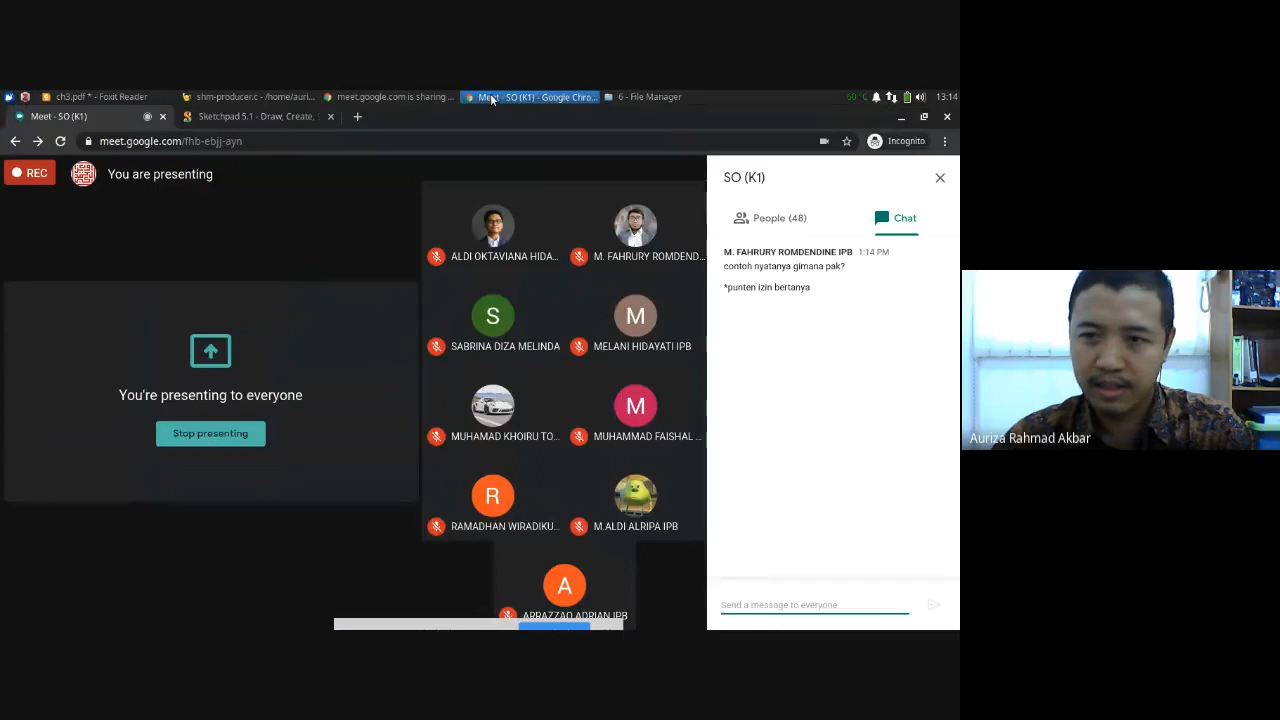 ch3.pdf * - Foxit Reader
shm-producer.c - /home/auri...
meet.google.com is sharing ...
Meet - SO (K1) - Google Chro...
6 - File Manager
60 °C
13:14
Meet - SO (K1)
Sketchpad 5.1 - Draw, Create,
meet.google.com/fhb-ebjj-ayn
Incognito
REC
You are presenting
You're presenting to everyone
Stop presenting
ALDI OKTAVIANA HIDA...
M. FAHRURY ROMDEND...
S
SABRINA DIZA MELINDA
M
MELANI HIDAYATI IPB
MUHAMAD KHOIRU TO...
M
MUHAMMAD FAISHAL ...
R
RAMADHAN WIRADIKU...
M.ALDI ALRIPA IPB
A
ARRAZZAQ ADRIAN IPB
SO (K1)
People (48)
Chat
M. FAHRURY ROMDENDINE IPB 1:14 PM
contoh nyatanya gimana pak?
*punten izin bertanya
Send a message to everyone
Auriza Rahmad Akbar